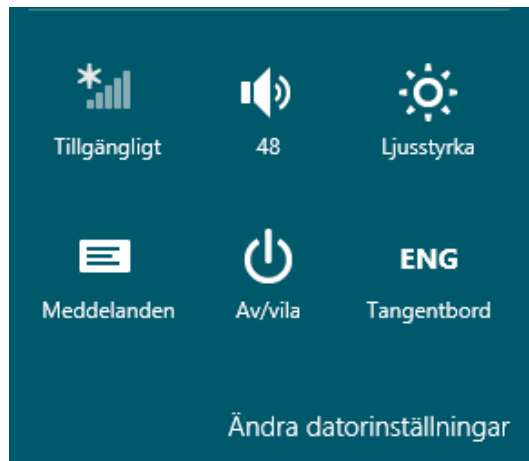 Tillgängligt
48
Ljusstyrka
Meddelanden
Av/vila
ENG
Tangentbord
Ändra datorinställningar